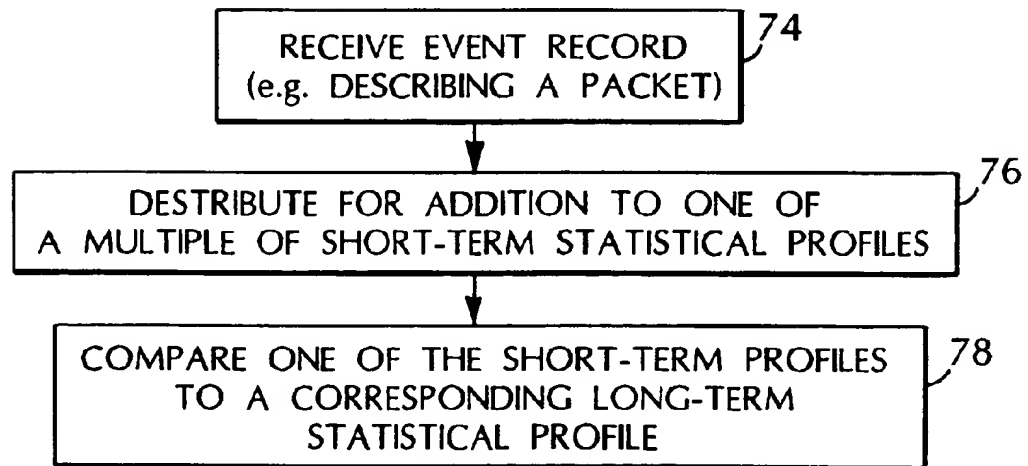 RECEIVE EVENT RECORD
(e.g. DESCRIBING A PACKET)
74
DESTRIBUTE FOR ADDITION TO ONE OF
A MULTIPLE OF SHORT-TERM STATISTICAL PROFILES
76
COMPARE ONE OF THE SHORT-TERM PROFILES
TO A CORRESPONDING LONG-TERM
STATISTICAL PROFILE
78